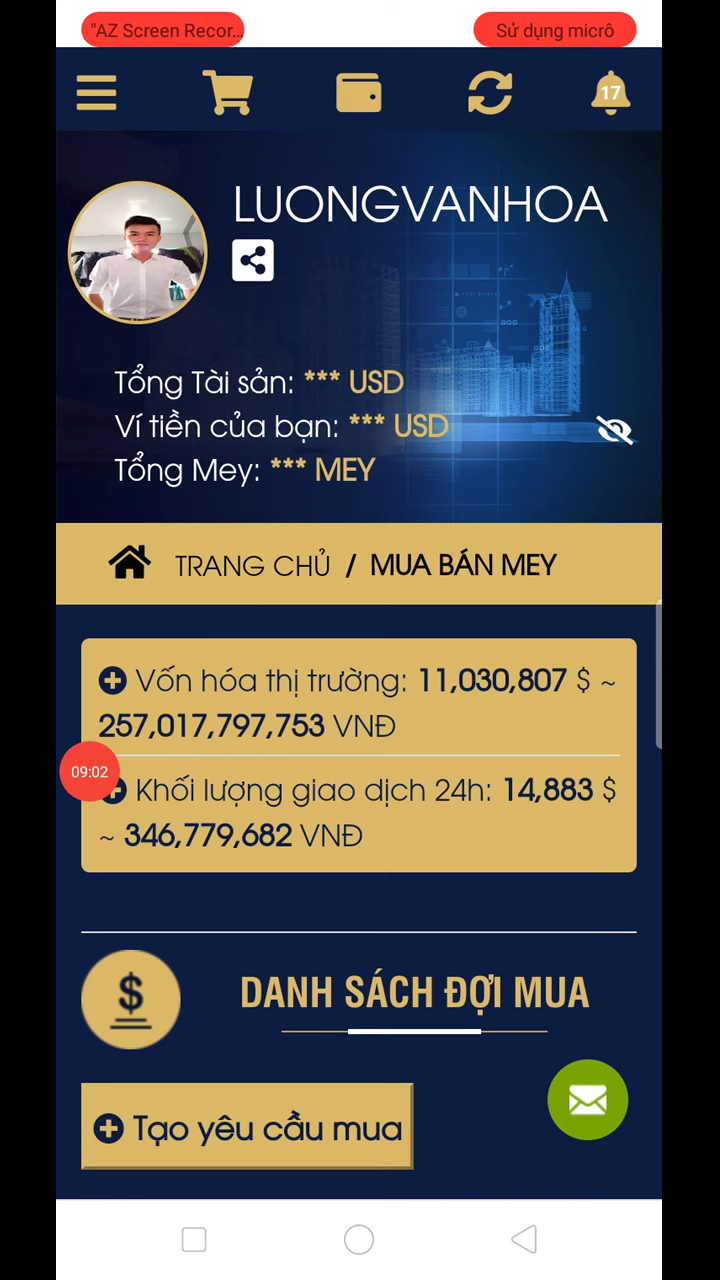 "AZ Screen Recor...
Sử dụng micrô
17
LUONGVANHOA
Tổng Tài sản: *** USD
Ví tiền của bạn: *** USD
Tổng Mey: *** MEY
TRANG CHỦ / MUA BÁN MEY
Vốn hóa thị trường: 11,030,807 $ ~
257,017,797,753 VNĐ
09:02
Khối lượng giao dịch 24h: 14,883 $
~ 346,779,682 VNĐ
$
DANH SÁCH ĐỢI MUA
Tạo yêu cầu mua